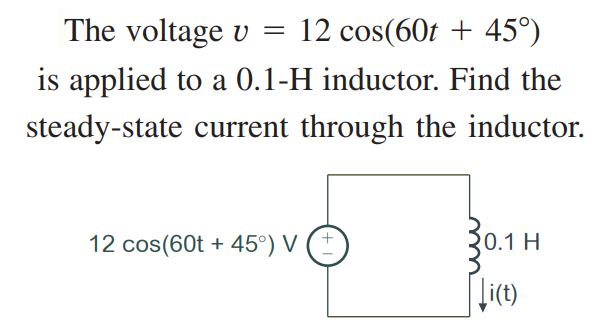 The voltage v = 12 cos(60t + 45°)
is applied to a 0.1-H inductor. Find the
steady-state current through the inductor.
12 cos(60t + 45°) V + − 0.1 H
i(t)